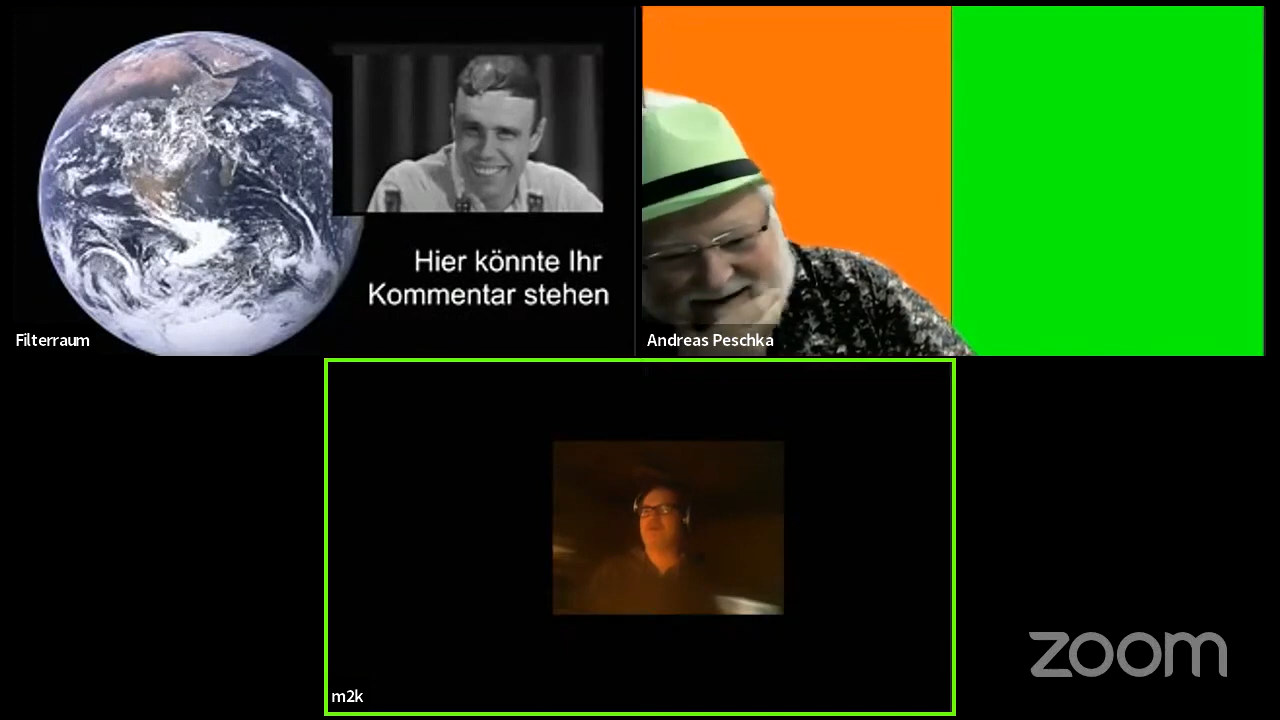 Hier könnte Ihr
Kommentar stehen
Filterraum
Andreas Peschka
m2k
zoom